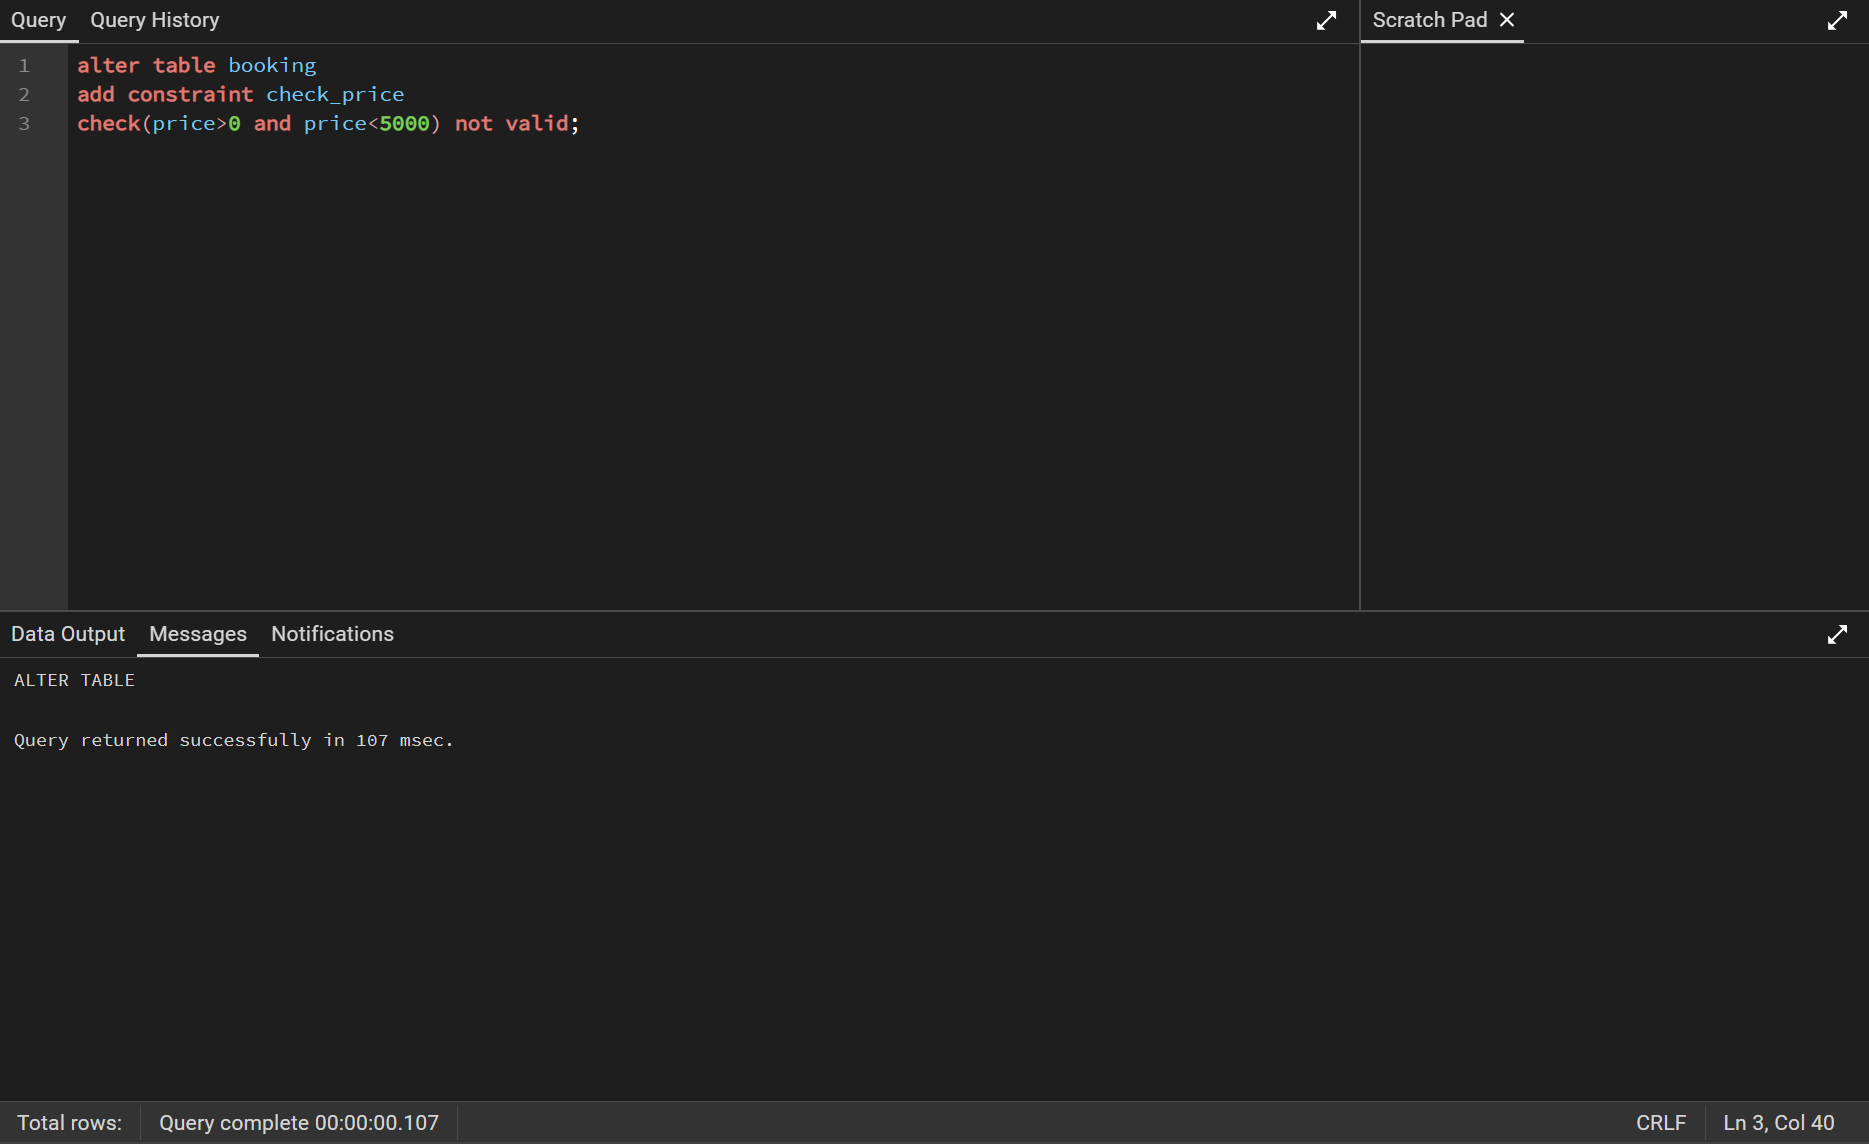 Query Query History
Scratch Pad
1 alter table booking
2 add constraint check_price
3 check(price>0 and price<5000) not valid;
Data Output Messages Notifications
ALTER TABLE
Query returned successfully in 107 msec.
Total rows: Query complete 00:00:00.107 CRLF Ln 3, Col 40